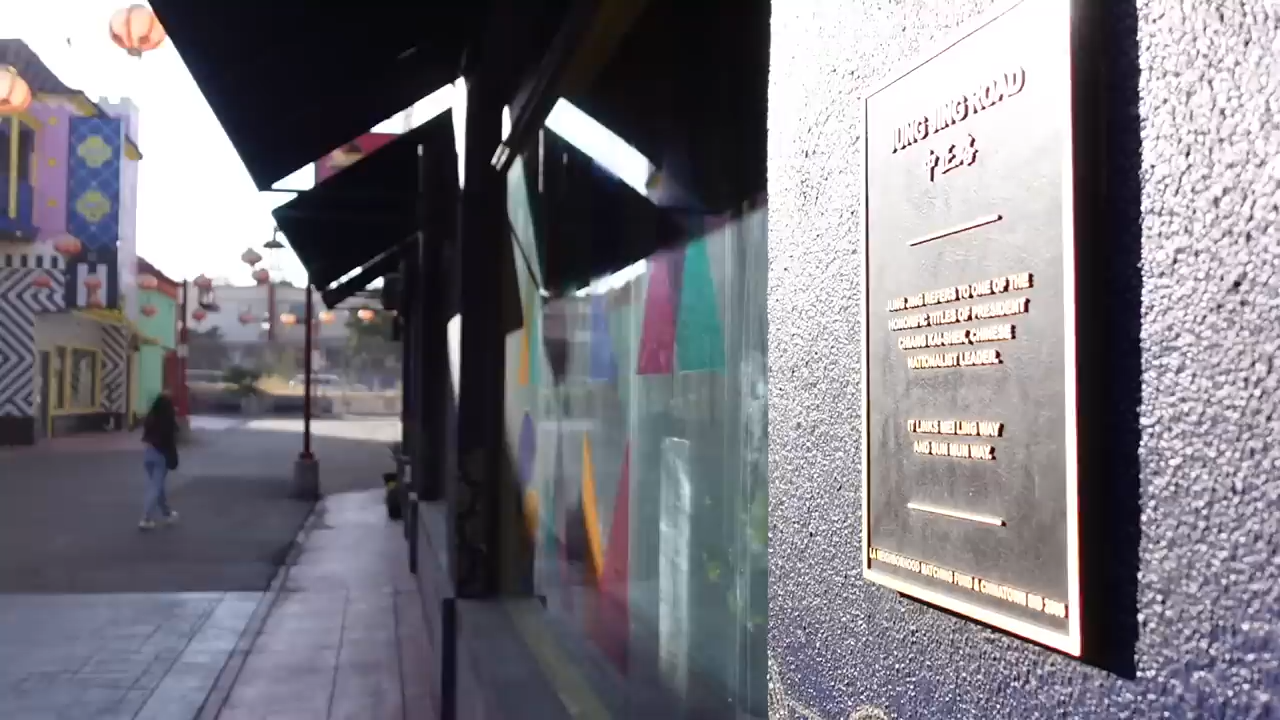 JUNG JING ROAD
中正路
JUNG JING REFERS TO ONE OF THE
HONORIFIC TITLES OF PRESIDENT
CHIANG KAI-SHEK, CHINESE
NATIONALIST LEADER.
IT LINKS MEI LING WAY
AND SUN MUN WAY.
LA NEIGHBORHOOD MATCHING FUND & CHINATOWN BID
H